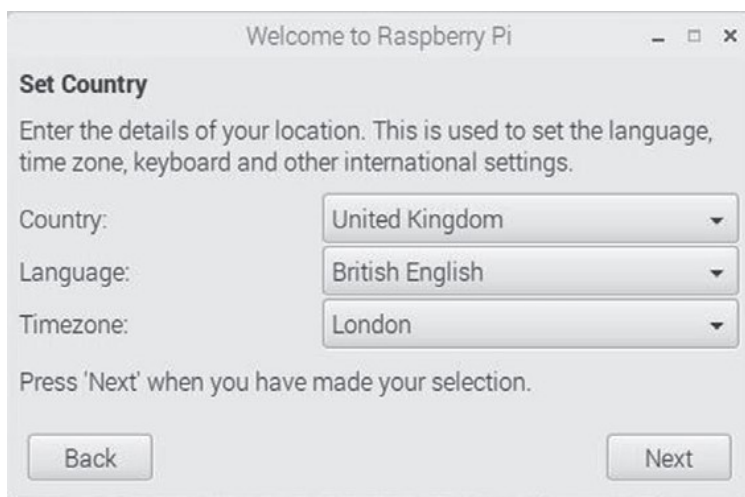 Welcome to Raspberry Pi
Set Country
Enter the details of your location. This is used to set the language,
time zone, keyboard and other international settings.
Country: United Kingdom
Language: British English
Timezone: London
Press 'Next' when you have made your selection.
Back Next